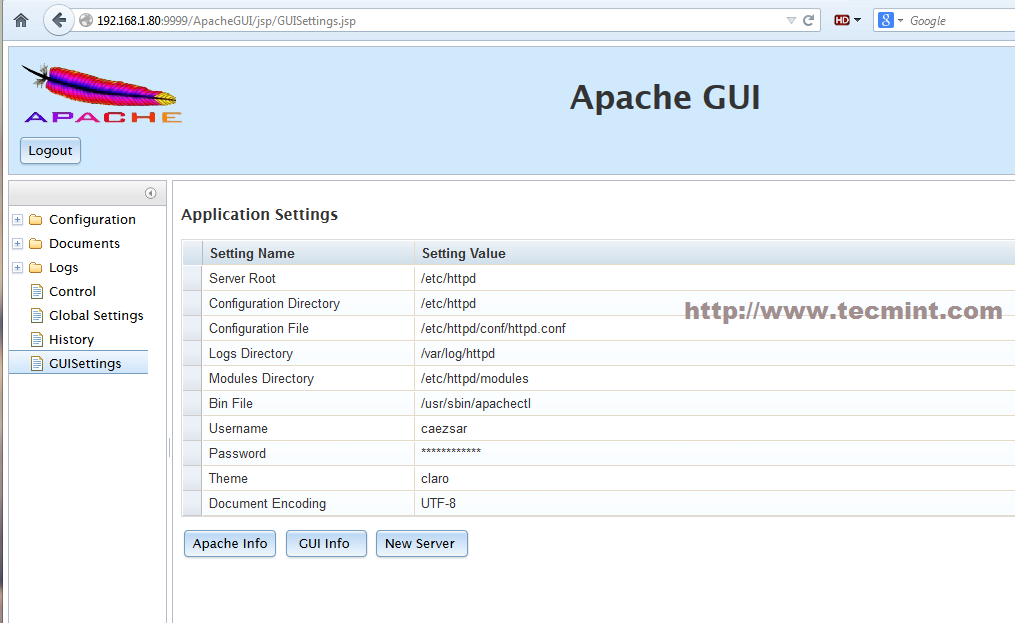 192.168.1.80:9999/ApacheGUI/jsp/GUISettings.jsp
HD
8
Google
APACHE
Apache GUI
Logout
Configuration
Documents
Logs
Control
Global Settings
History
GUISettings
Application Settings
Setting Name Setting Value
Server Root /etc/httpd
Configuration Directory /etc/httpd
http://www.tecmint.com
Configuration File /etc/httpd/conf/httpd.conf
Logs Directory /var/log/httpd
Modules Directory /etc/httpd/modules
Bin File /usr/sbin/apachectl
Username caezsar
Password ************
Theme claro
Document Encoding UTF-8
Apache Info GUI Info New Server